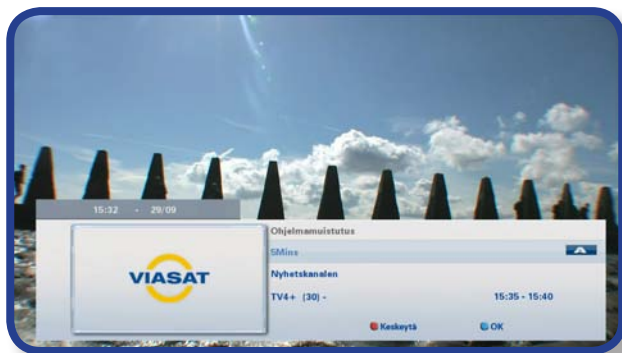 15:32 - 29/09
Ohjelmamuistutus
5Mins
VIASAT
Nyhetskanalen
TV4+ (30) - 15:35 - 15:40
Keskeytä OK